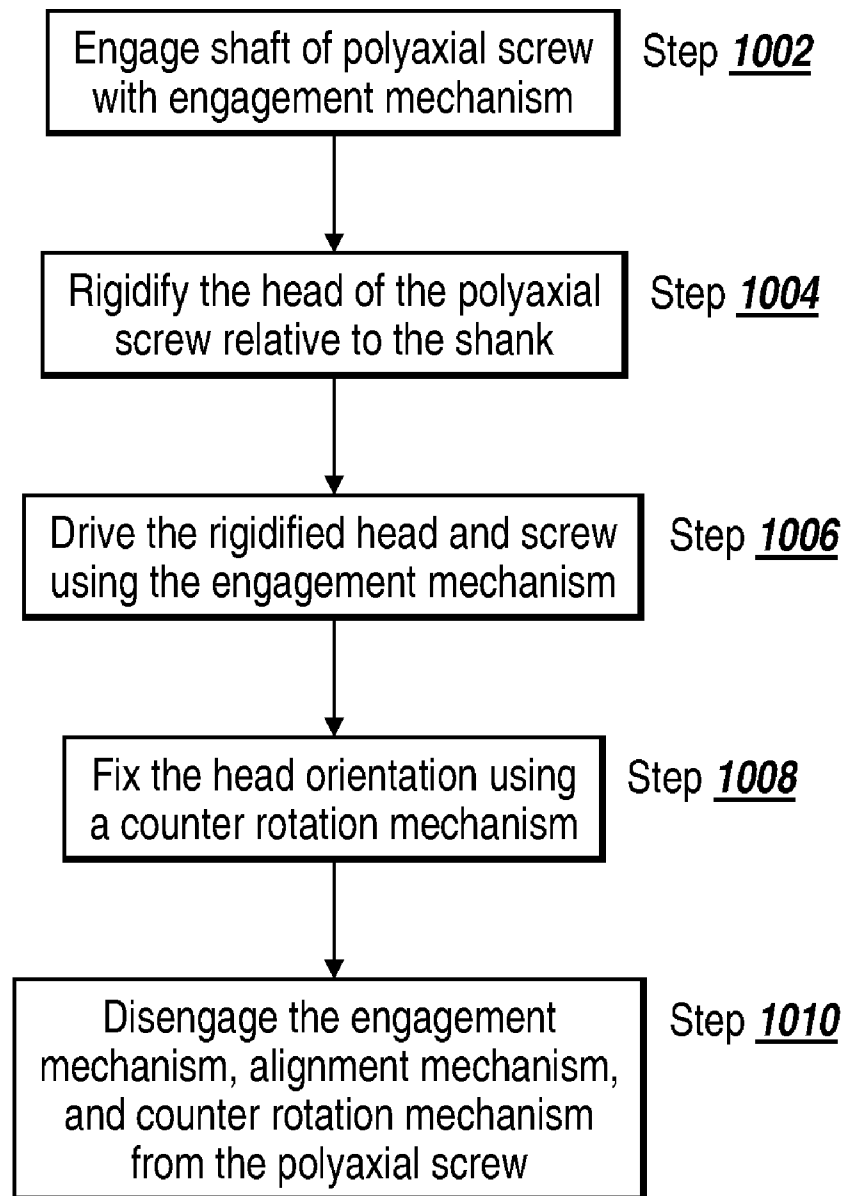 Engage shaft of polyaxial screw
with engagement mechanism
Step 1002
Rigidify the head of the polyaxial
screw relative to the shank
Step 1004
Drive the rigidified head and screw
using the engagement mechanism
Step 1006
Fix the head orientation using
a counter rotation mechanism
Step 1008
Disengage the engagement
mechanism, alignment mechanism,
and counter rotation mechanism
from the polyaxial screw
Step 1010